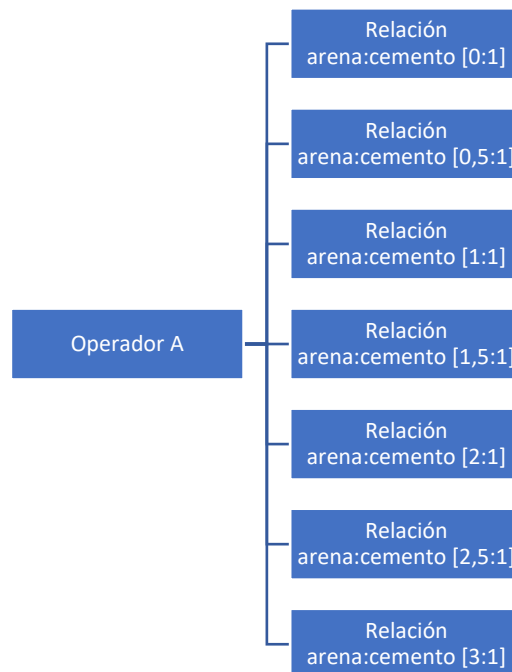 Relación
arena:cemento [0:1]
Relación
arena:cemento [0,5:1]
Relación
arena:cemento [1:1]
Operador A
Relación
arena:cemento [1,5:1]
Relación
arena:cemento [2:1]
Relación
arena:cemento [2,5:1]
Relación
arena:cemento [3:1]